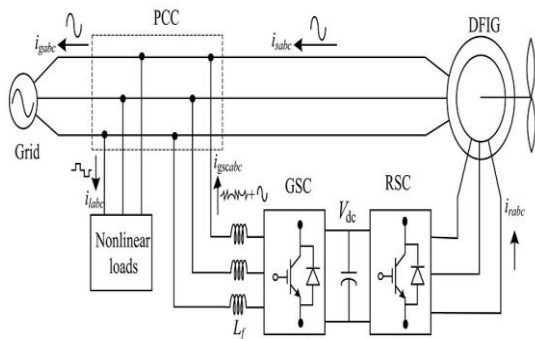 PCC
DFIG
i_gabc
i_sabc
Grid
i_labc
i_gscabc
GSC
V_dc
RSC
i_rabc
Nonlinear
loads
L_f